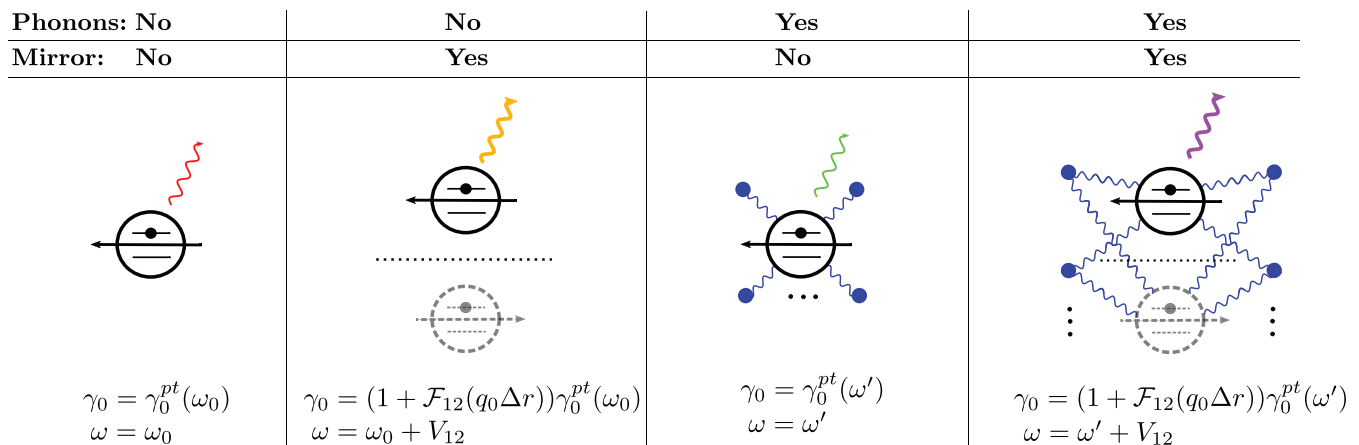 Phonons: No No Yes Yes
Mirror: No Yes No Yes
γ₀ = γ₀^{pt}(ω₀)
ω = ω₀
γ₀ = (1 + ℱ₁₂(q₀Δr))γ₀^{pt}(ω₀)
ω = ω₀ + V₁₂
γ₀ = γ₀^{pt}(ω′)
ω = ω′
γ₀ = (1 + ℱ₁₂(q₀Δr))γ₀^{pt}(ω′)
ω = ω′ + V₁₂